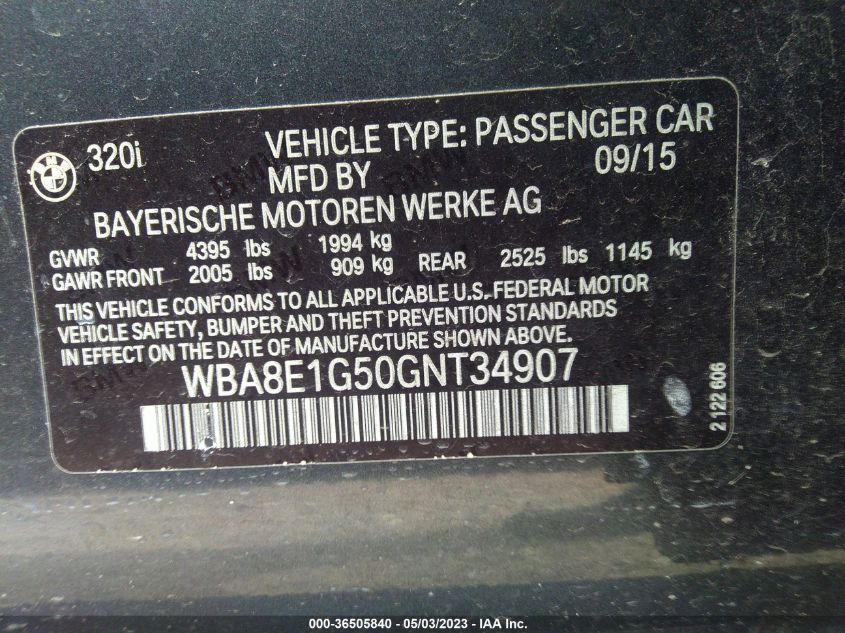 BMW 320i VEHICLE TYPE: PASSENGER CAR
MFD BY 09/15
BAYERISCHE MOTOREN WERKE AG
GVWR 4395 lbs 1994 kg
GAWR FRONT 2005 lbs 909 kg REAR 2525 lbs 1145 kg
THIS VEHICLE CONFORMS TO ALL APPLICABLE U.S. FEDERAL MOTOR
VEHICLE SAFETY, BUMPER AND THEFT PREVENTION STANDARDS
IN EFFECT ON THE DATE OF MANUFACTURE SHOWN ABOVE.
WBA8E1G50GNT34907
2 122 606
000-36505840 - 05/03/2023 - IAA Inc.